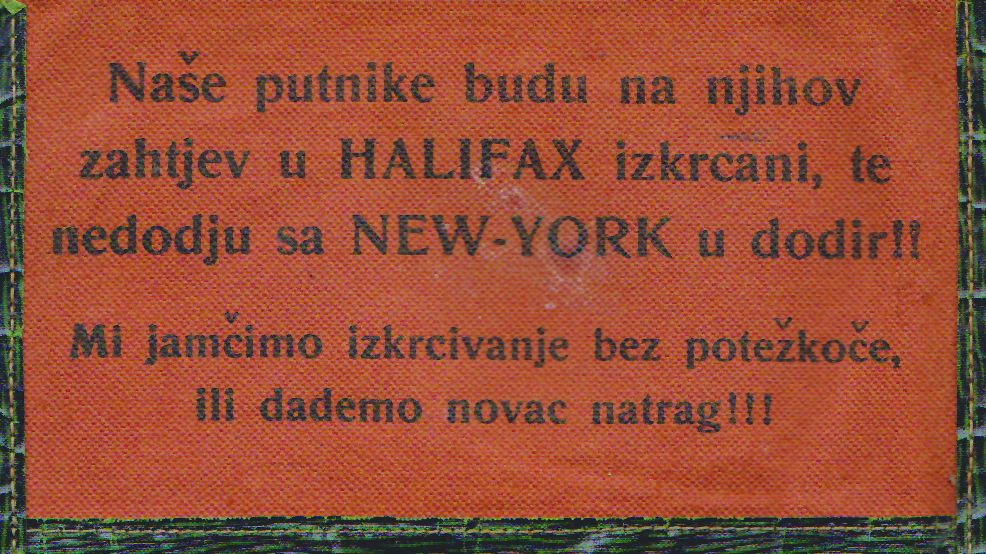 Naše putnike budu na njihov
zahtjev u HALIFAX izkrcani, te
nedodju sa NEW-YORK u dodir!!
Mi jamčimo izkrcivanje bez potežkoče,
ili dademo novac natrag!!!